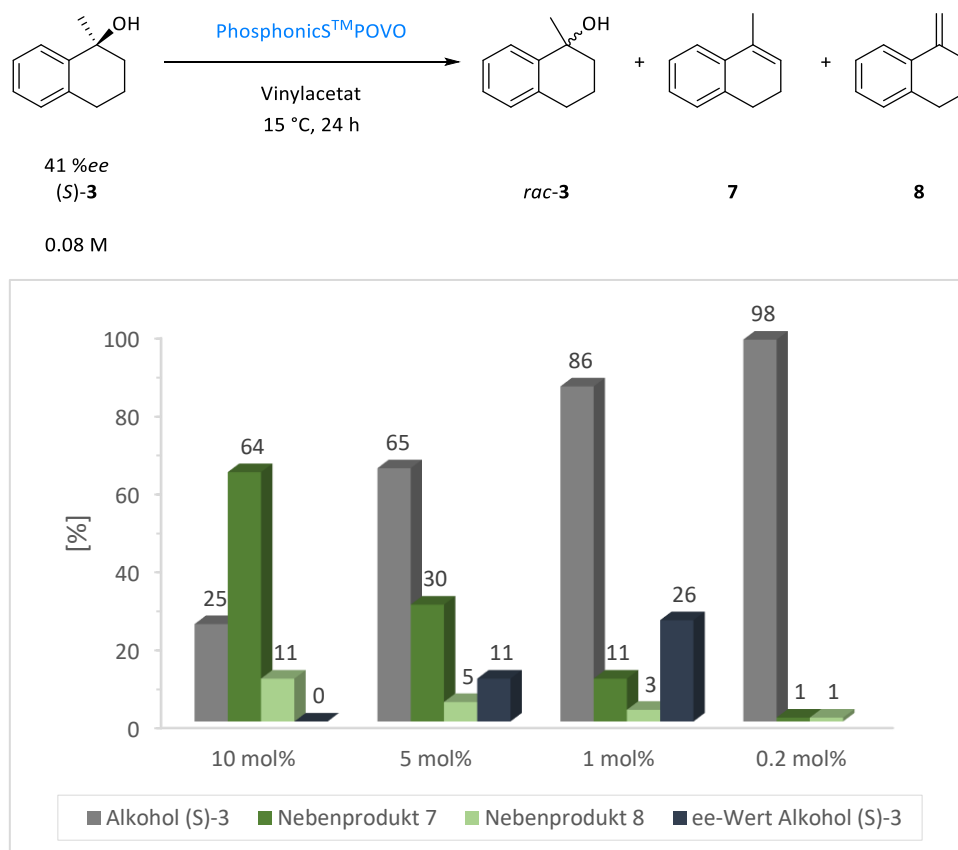 OH
PhosphonicS™POVO
Vinylacetat
15 °C, 24 h
OH
+
+
41 %ee
(S)-3
rac-3
7
8
0.08 M
[%]
100
80
60
40
20
0
25
64
11
0
65
30
5
11
86
11
3
26
98
1
1
10 mol%
5 mol%
1 mol%
0.2 mol%
Alkohol (S)-3
Nebenprodukt 7
Nebenprodukt 8
ee-Wert Alkohol (S)-3